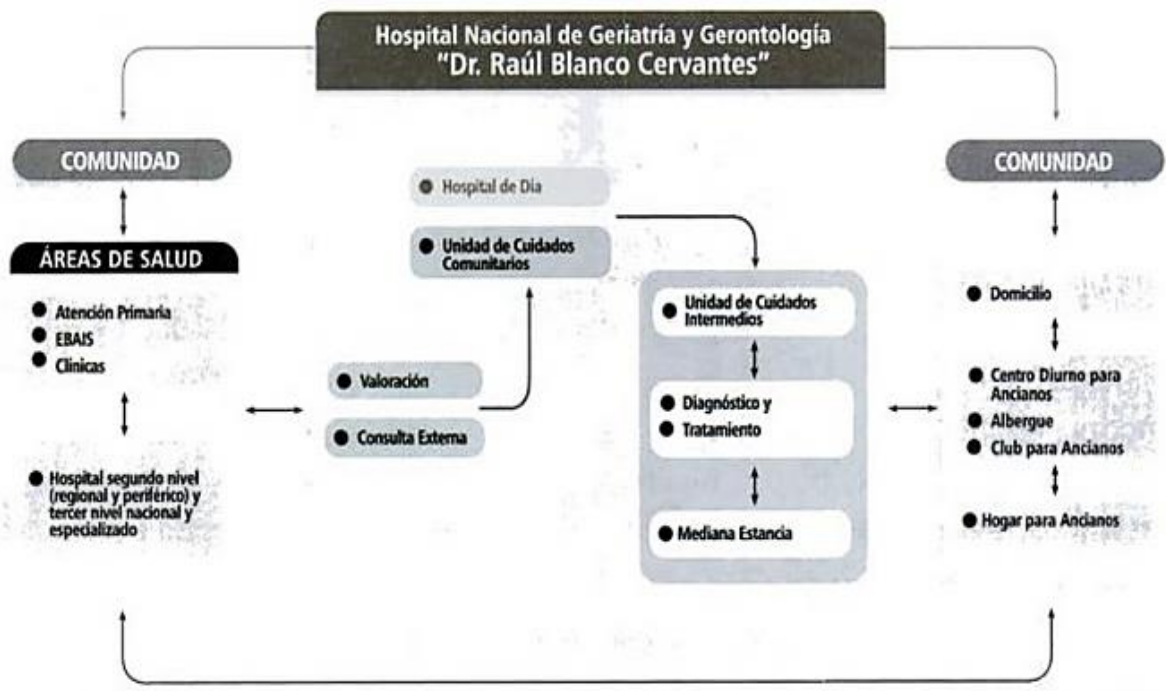 Hospital Nacional de Geriatría y Gerontología
“Dr. Raúl Blanco Cervantes”
COMUNIDAD
ÁREAS DE SALUD
Atención Primaria
EBAIS
Clínicas
Hospital segundo nivel
(regional y periférico) y
tercer nivel nacional y
especializado
Valoración
Consulta Externa
Hospital de Día
Unidad de Cuidados
Comunitarios
Unidad de Cuidados
Intermedios
Diagnóstico y
Tratamiento
Mediana Estancia
COMUNIDAD
Domicilio
Centro Diurno para
Ancianos
Albergue
Club para Ancianos
Hogar para Ancianos